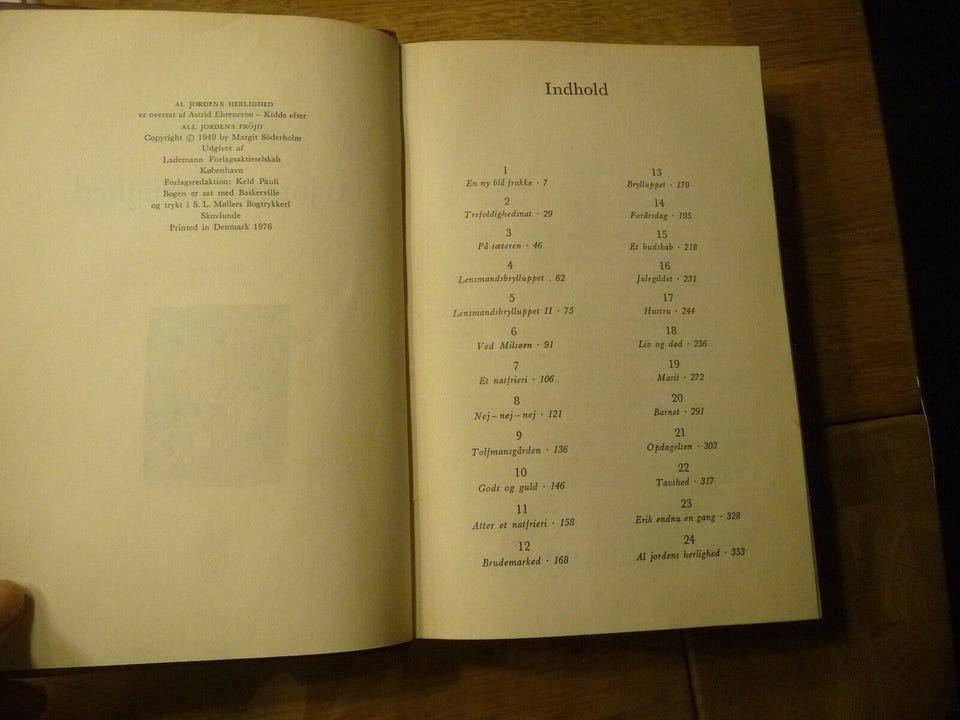 AL JORDENS HERLIGHED
er oversat af Astrid Ehrencron – Kidde efter
ALL JORDENS FRÖJD
Copyright © 1949 by Margit Söderholm
Udgivet af
Lademann Forlagsaktieselskab
København
Forlagsredaktion: Keld Pauli
Bogen er sat med Baskerville
og trykt i S. L. Møllers Bogtrykkeri
Skovlunde
Printed in Denmark 1976
Indhold
1
En ny blå frakke · 7
2
Trefoldighedsnat · 29
3
På sæteren · 46
4
Lensmandsbrylluppet . 62
5
Lensmandsbrylluppet II · 75
6
Ved Milsøen · 91
7
Et natfrieri · 106
8
Nej – nej – nej · 121
9
Tolfmansgården · 136
10
Gods og guld · 146
11
Atter et natfrieri · 158
12
Brudemarked · 168
13
Brylluppet · 179
14
Forårsdag · 195
15
Et budskab · 218
16
Julegildet · 231
17
Hustru · 244
18
Liv og død · 256
19
Marit · 272
20
Barnet · 291
21
Opdagelsen · 303
22
Tavshed · 317
23
Erik endnu en gang · 328
24
Al jordens herlighed · 353